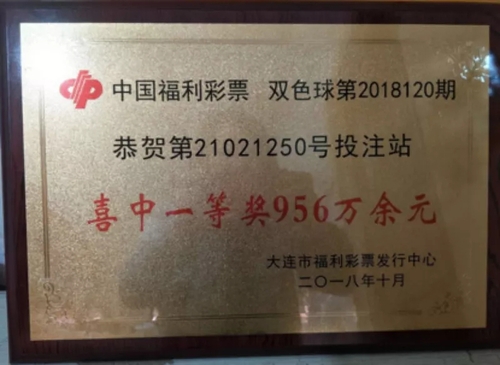 中国福利彩票 双色球第2018120期
恭贺第21021250号投注站
喜中一等奖956万余元
大连市福利彩票发行中心
二〇一八年十月